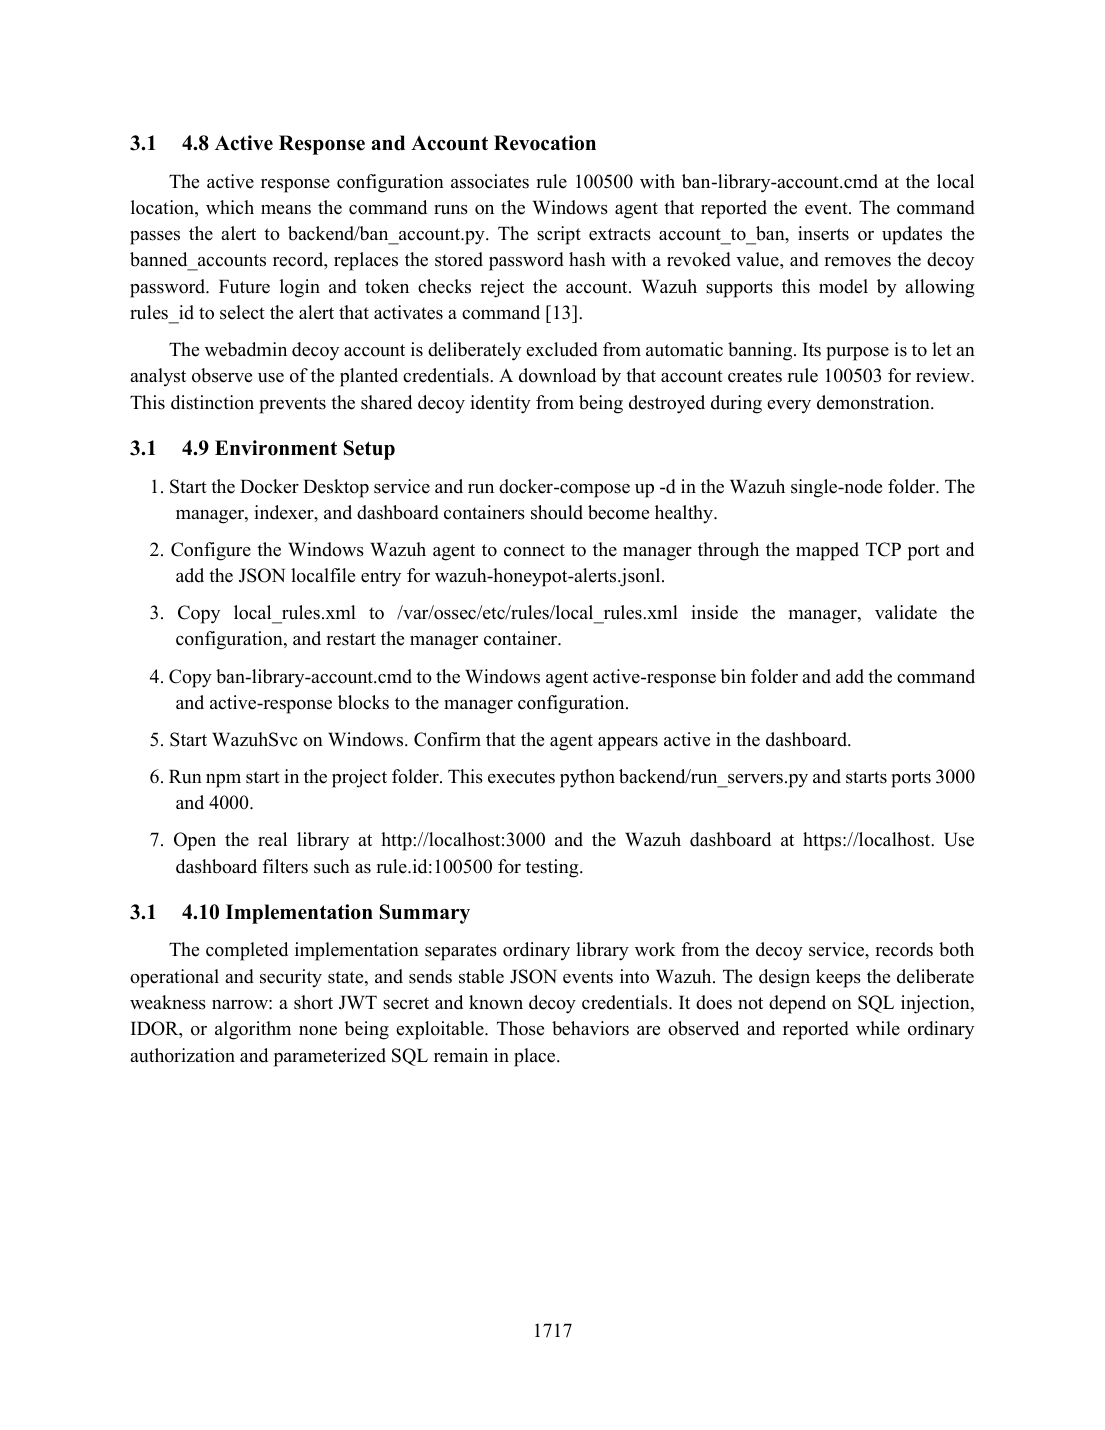 3.1 4.8 Active Response and Account Revocation
The active response configuration associates rule 100500 with ban-library-account.cmd at the local
location, which means the command runs on the Windows agent that reported the event. The command
passes the alert to backend/ban_account.py. The script extracts account_to_ban, inserts or updates the
banned_accounts record, replaces the stored password hash with a revoked value, and removes the decoy
password. Future login and token checks reject the account. Wazuh supports this model by allowing
rules_id to select the alert that activates a command [13].
The webadmin decoy account is deliberately excluded from automatic banning. Its purpose is to let an
analyst observe use of the planted credentials. A download by that account creates rule 100503 for review.
This distinction prevents the shared decoy identity from being destroyed during every demonstration.
3.1 4.9 Environment Setup
1. Start the Docker Desktop service and run docker-compose up -d in the Wazuh single-node folder. The
manager, indexer, and dashboard containers should become healthy.
2. Configure the Windows Wazuh agent to connect to the manager through the mapped TCP port and
add the JSON localfile entry for wazuh-honeypot-alerts.jsonl.
3. Copy local_rules.xml to /var/ossec/etc/rules/local_rules.xml inside the manager, validate the
configuration, and restart the manager container.
4. Copy ban-library-account.cmd to the Windows agent active-response bin folder and add the command
and active-response blocks to the manager configuration.
5. Start WazuhSvc on Windows. Confirm that the agent appears active in the dashboard.
6. Run npm start in the project folder. This executes python backend/run_servers.py and starts ports 3000
and 4000.
7. Open the real library at http://localhost:3000 and the Wazuh dashboard at https://localhost. Use
dashboard filters such as rule.id:100500 for testing.
3.1 4.10 Implementation Summary
The completed implementation separates ordinary library work from the decoy service, records both
operational and security state, and sends stable JSON events into Wazuh. The design keeps the deliberate
weakness narrow: a short JWT secret and known decoy credentials. It does not depend on SQL injection,
IDOR, or algorithm none being exploitable. Those behaviors are observed and reported while ordinary
authorization and parameterized SQL remain in place.
1717